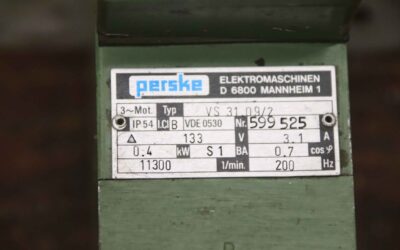 perske ELEKTROMASCHINEN
D 6800 MANNHEIM 1
3~Mot. Typ VS 31.09/2
IP 54 I.Cl. B VDE 0530 Nr. 599 525
△ 133 V 3.1 A
0.4 kW S 1 BA 0.7 cos φ
11300 1/min. 200 Hz